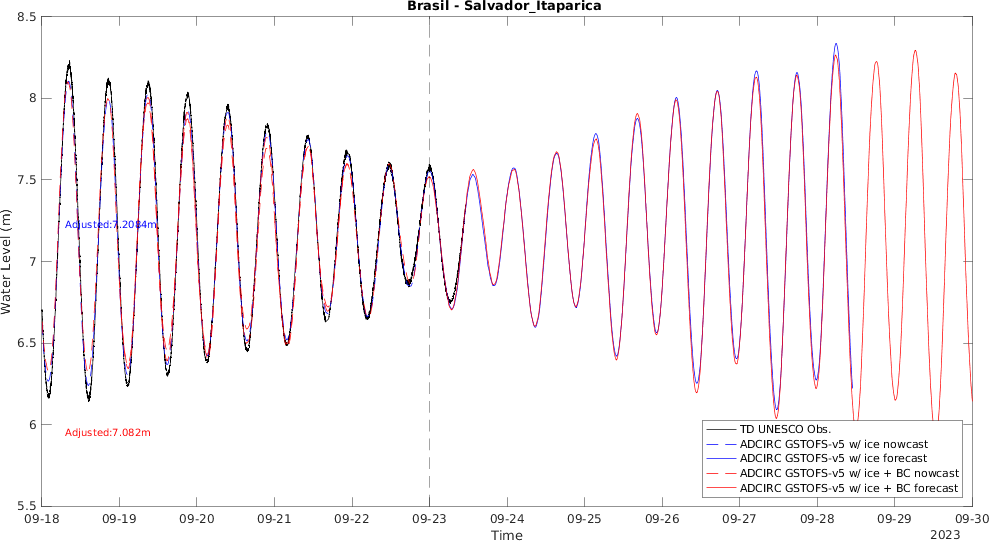 Brasil - Salvador_Itaparica
Water Level (m)
8.5
8
7.5
7
6.5
6
5.5
Adjusted:7.2084m
Adjusted:7.082m
TD UNESCO Obs.
ADCIRC GSTOFS-v5 w/ ice nowcast
ADCIRC GSTOFS-v5 w/ ice forecast
ADCIRC GSTOFS-v5 w/ ice + BC nowcast
ADCIRC GSTOFS-v5 w/ ice + BC forecast
09-18 09-19 09-20 09-21 09-22 09-23 09-24 09-25 09-26 09-27 09-28 09-29 09-30
Time
2023